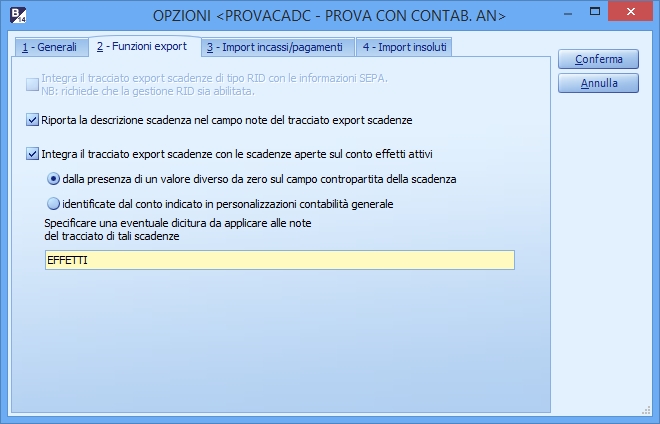 B
14
OPZIONI <PROVACADC - PROVA CON CONTAB. AN>
1 - Generali
2 - Funzioni export
3 - Import incassi/pagamenti
4 - Import insoluti
Conferma
Annulla
Integra il tracciato export scadenze di tipo RID con le informazioni SEPA.
NB: richiede che la gestione RID sia abilitata.
Riporta la descrizione scadenza nel campo note del tracciato export scadenze
Integra il tracciato export scadenze con le scadenze aperte sul conto effetti attivi
dalla presenza di un valore diverso da zero sul campo contropartita della scadenza
identificate dal conto indicato in personalizzazioni contabilità generale
Specificare una eventuale dicitura da applicare alle note
del tracciato di tali scadenze
EFFETTI